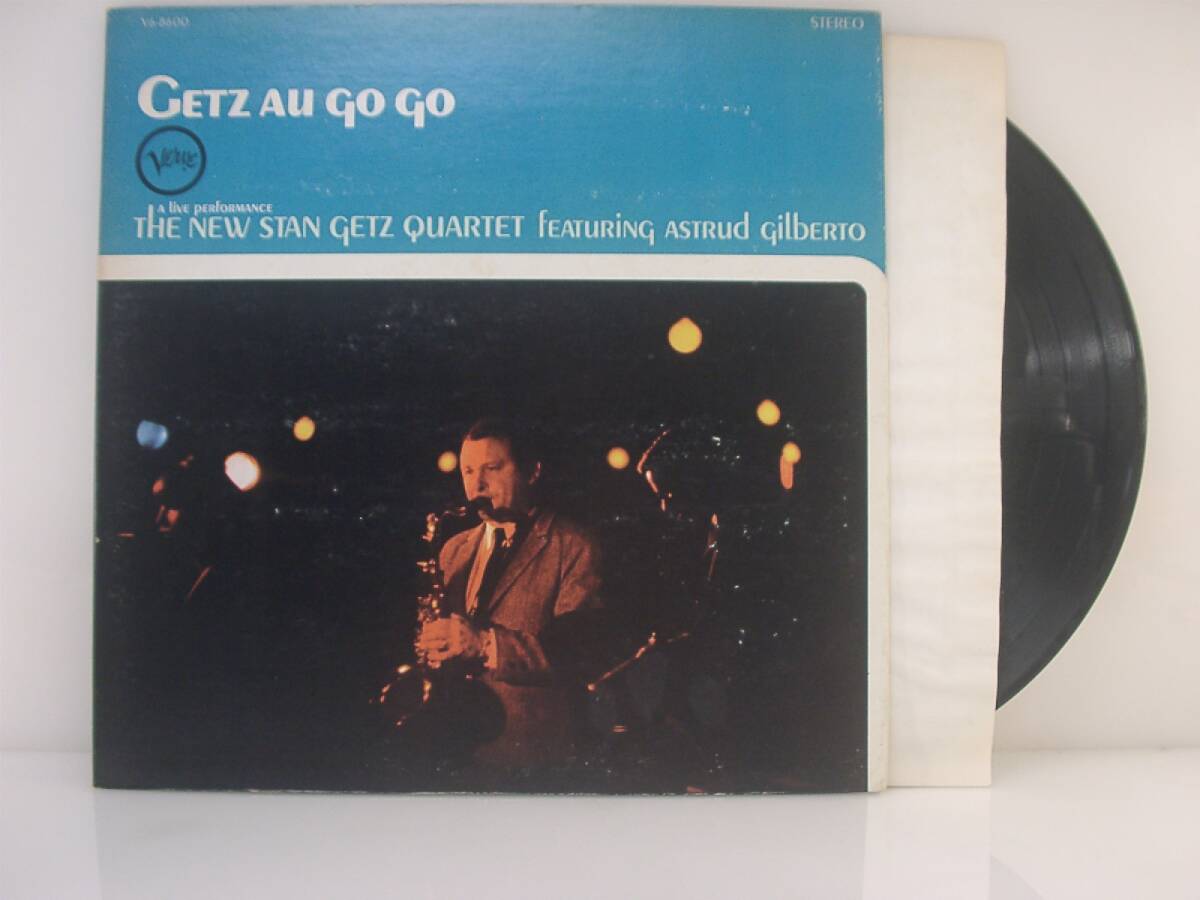 V6-8600 STEREO
GETZ AU GO GO
Verve
A live performance
THE NEW STAN GETZ QUARTET FEATURING ASTRUD GILBERTO